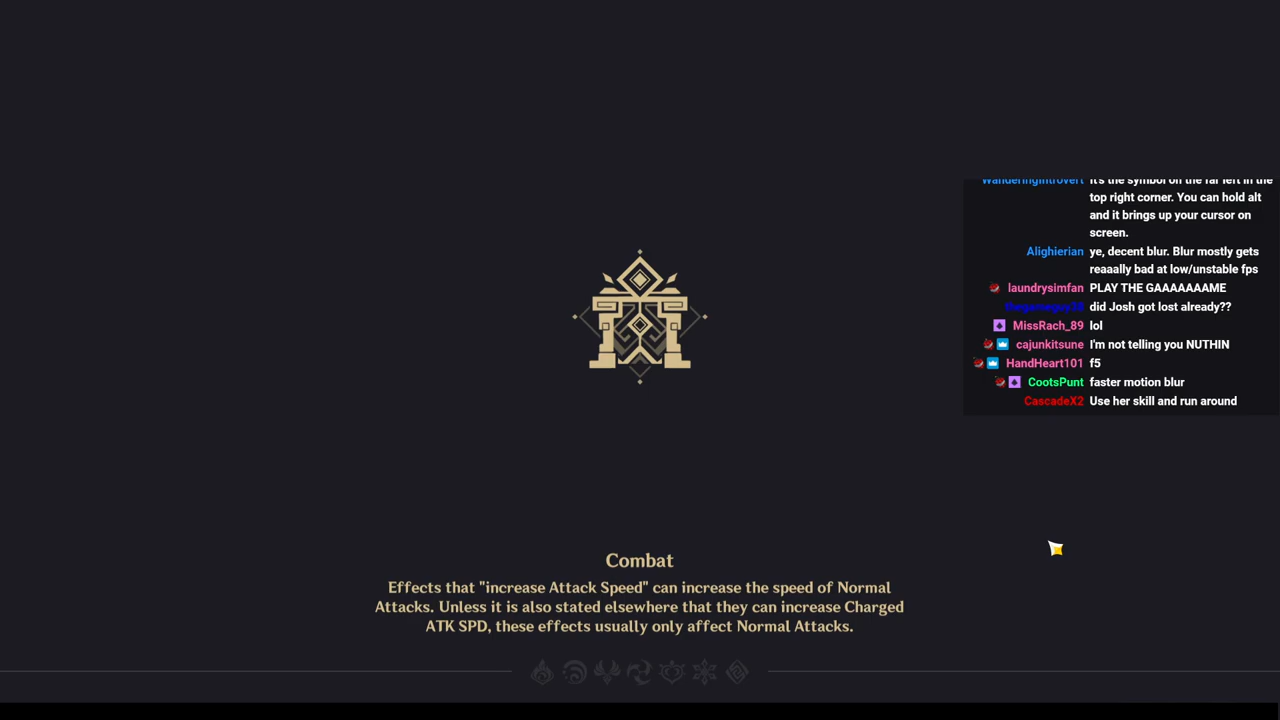 WanderingIntrovert It's the symbol on the far left in the
top right corner. You can hold alt
and it brings up your cursor on
screen.
Alighierian ye, decent blur. Blur mostly gets
reaaally bad at low/unstable fps
laundrysimfan PLAY THE GAAAAAAAME
did Josh got lost already??
MissRach_89 lol
cajunkitsune I'm not telling you NUTHIN
HandHeart101 f5
CootsPunt faster motion blur
CascadeX2 Use her skill and run around
Combat
Effects that "increase Attack Speed" can increase the speed of Normal
Attacks. Unless it is also stated elsewhere that they can increase Charged
ATK SPD, these effects usually only affect Normal Attacks.